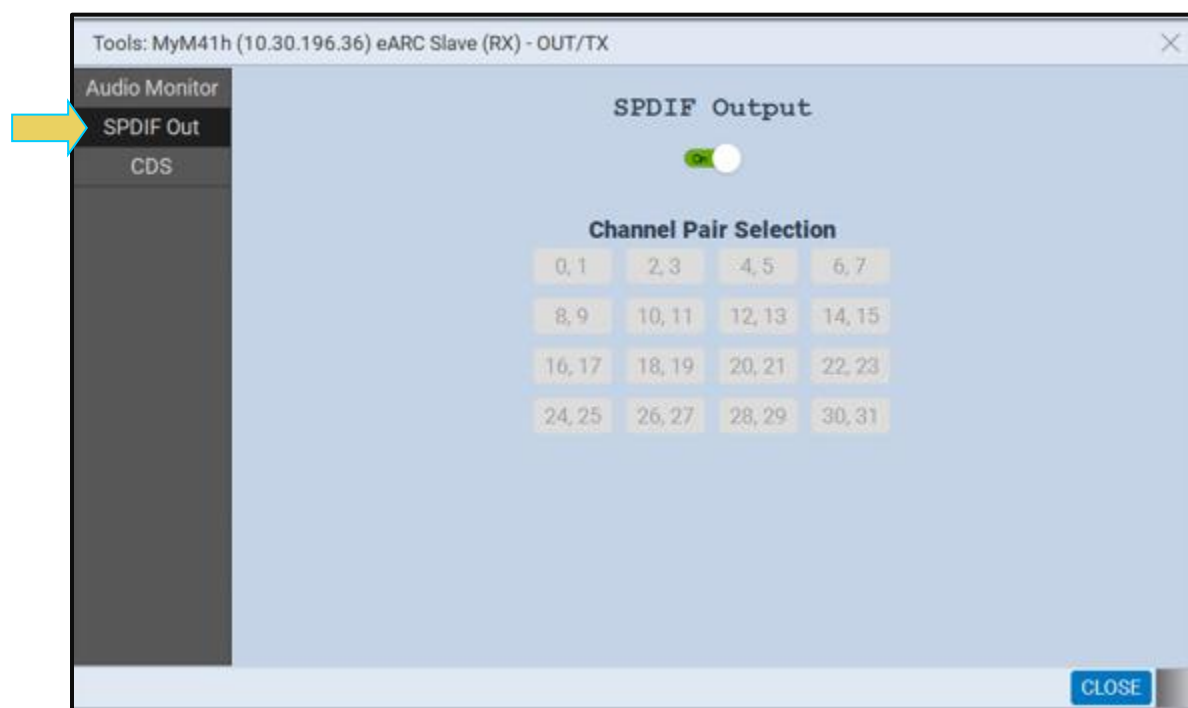 Tools: MyM41h (10.30.196.36) eARC Slave (RX) - OUT/TX
Audio Monitor
SPDIF Out
CDS
SPDIF Output
On
Channel Pair Selection
0, 1 2, 3 4, 5 6, 7
8, 9 10, 11 12, 13 14, 15
16, 17 18, 19 20, 21 22, 23
24, 25 26, 27 28, 29 30, 31
CLOSE